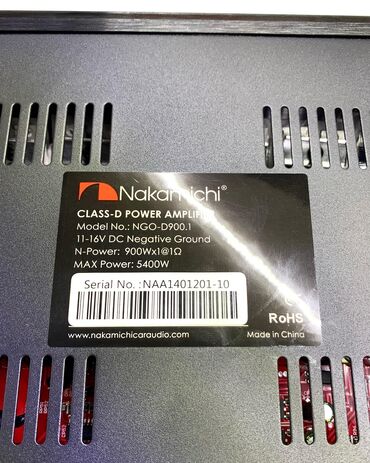 Nakamichi®
CLASS-D POWER AMPLIFIER
Model No.: NGO-D900.1
11-16V DC Negative Ground
N-Power: 900Wx1@1Ω
MAX Power: 5400W
Serial No.:NAA1401201-10
RoHS
www.nakamichicaraudio.com
Made in China